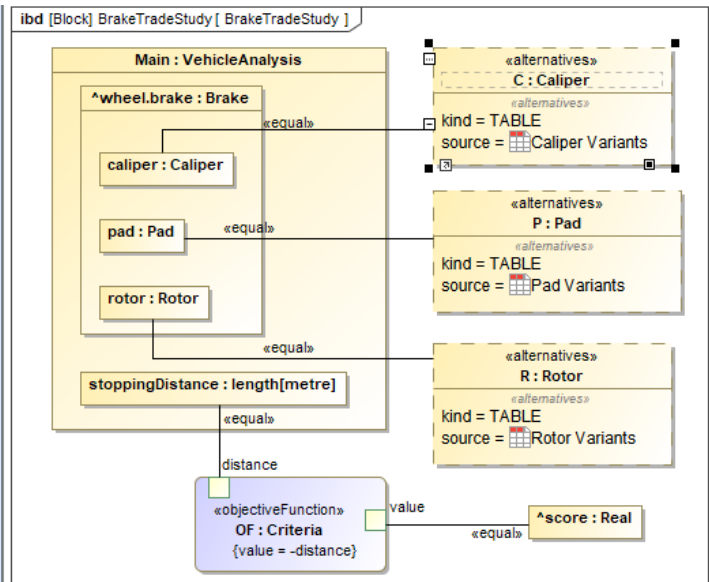 ibd [Block] BrakeTradeStudy[ BrakeTradeStudy ]
Main : VehicleAnalysis
^wheel.brake : Brake
«equal»
caliper : Caliper
pad : Pad
«equal»
rotor : Rotor
«equal»
stoppingDistance : length[metre]
«equal»
distance
«objectiveFunction»
OF : Criteria
{value = -distance}
value
«equal»
^score : Real
«alternatives»
C : Caliper
«alternatives»
kind = TABLE
source = Caliper Variants
«alternatives»
P : Pad
«alternatives»
kind = TABLE
source = Pad Variants
«alternatives»
R : Rotor
«alternatives»
kind = TABLE
source = Rotor Variants